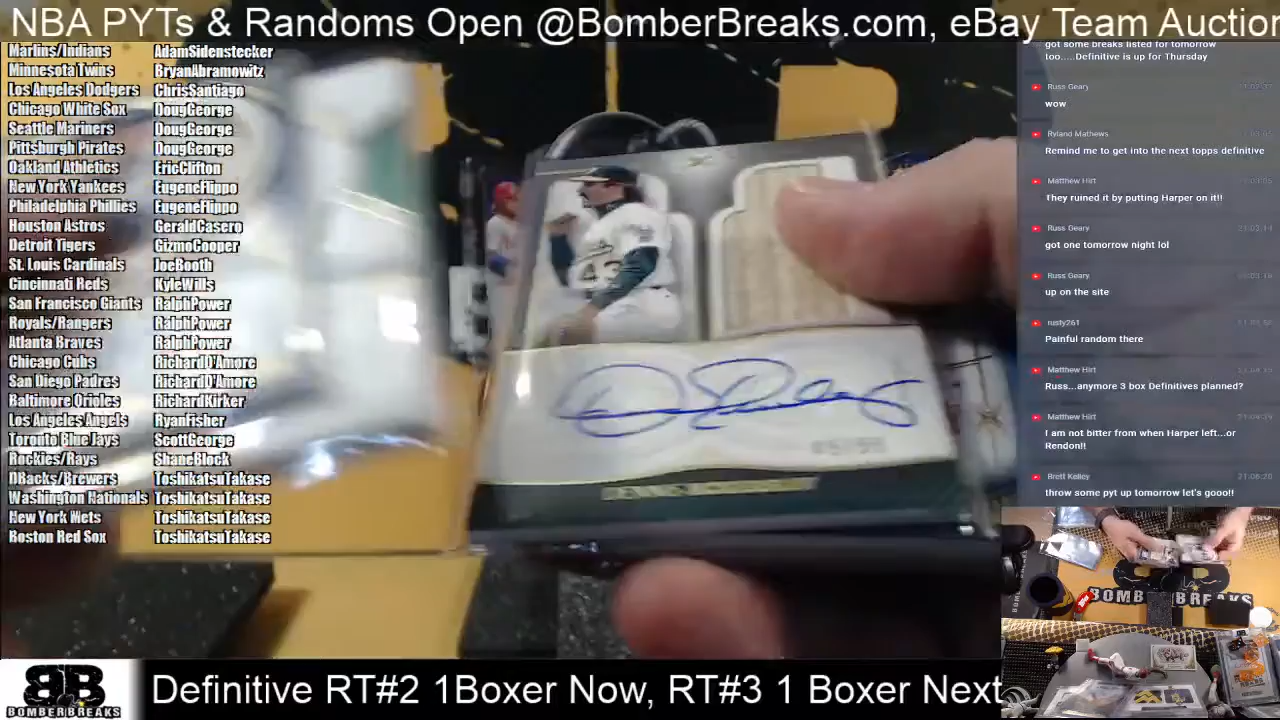 NBA PYTs & Randoms Open @BomberBreaks.com, eBay Team Auction
Marlins/Indians AdamSidenstecker
Minnesota Twins BryanAbramowitz
Los Angeles Dodgers ChrisSantiago
Chicago White Sox DougGeorge
Seattle Mariners DougGeorge
Pittsburgh Pirates DougGeorge
Oakland Athletics EricClifton
New York Yankees EugeneFlippo
Philadelphia Phillies EugeneFlippo
Houston Astros GeraldCasero
Detroit Tigers GizmoCooper
St. Louis Cardinals JoeBooth
Cincinnati Reds KyleWills
San Francisco Giants RalphPower
Royals/Rangers RalphPower
Atlanta Braves RalphPower
Chicago Cubs RichardD'Amore
San Diego Padres RichardD'Amore
Baltimore Orioles RichardKirker
Los Angeles Angels RyanFisher
Toronto Blue Jays ScottGeorge
Rockies/Rays ShaneBlock
DBacks/Brewers ToshikatsuTakase
Washington Nationals ToshikatsuTakase
New York Mets ToshikatsuTakase
Boston Red Sox ToshikatsuTakase
43
got some breaks listed for tomorrow
too.....Definitive is up for Thursday
Russ Geary
wow
Ryland Mathews
Remind me to get into the next topps definitive
Matthew Hirt
They ruined it by putting Harper on it!!
Russ Geary
got one tomorrow night lol
Russ Geary
up on the site
rusty261
Painful random there
Matthew Hirt
Russ...anymore 3 box Definitives planned?
Matthew Hirt
I am not bitter from when Harper left...or
Rendon!!
Brett Kelley 21:06:20
throw some pyt up tomorrow let's gooo!!
BOMB BREAKS
BB
BOMBERBREAKS
Definitive RT#2 1Boxer Now, RT#3 1 Boxer Next